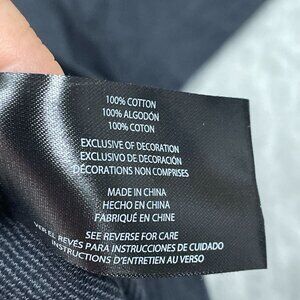 100% COTTON
100% ALGODÓN
100% COTON
EXCLUSIVE OF DECORATION
EXCLUSIVO DE DECORACIÓN
DÉCORATIONS NON COMPRISES
MADE IN CHINA
HECHO EN CHINA
FABRIQUÉ EN CHINE
SEE REVERSE FOR CARE
VER EL REVÉS PARA INSTRUCCIONES DE CUIDADO
INSTRUCTIONS D'ENTRETIEN AU VERSO